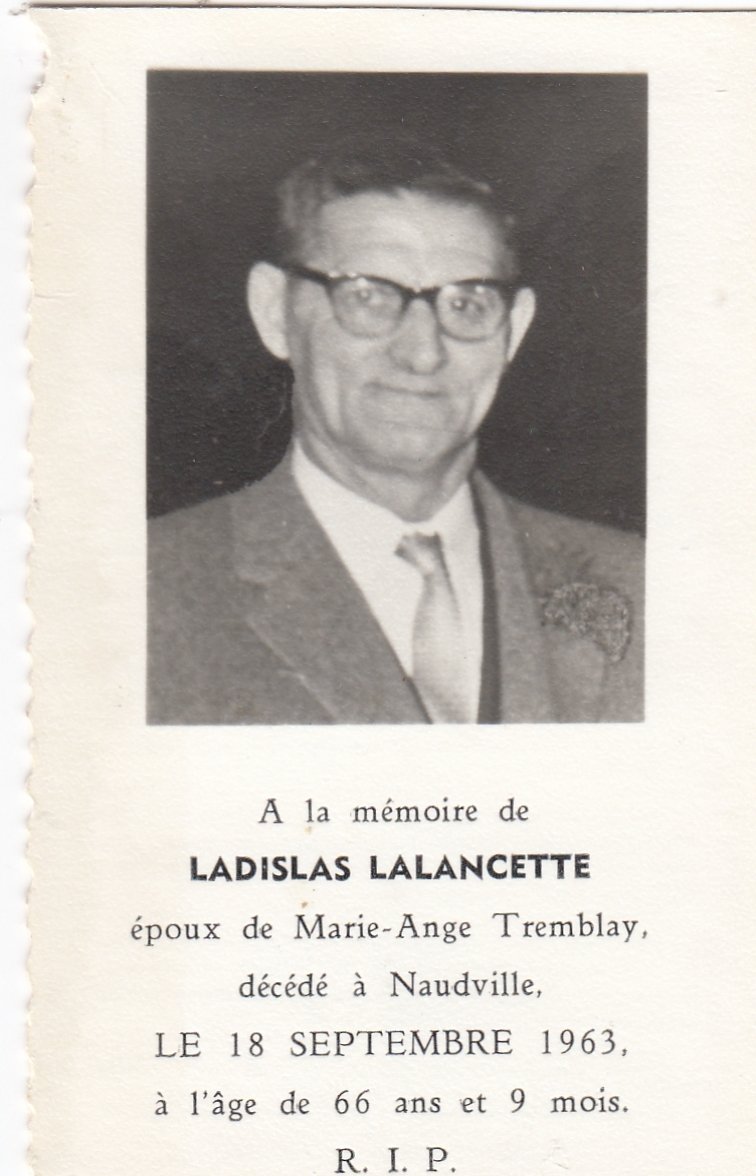 A la mémoire de
LADISLAS LALANCETTE
époux de Marie-Ange Tremblay,
décédé à Naudville,
LE 18 SEPTEMBRE 1963,
à l'âge de 66 ans et 9 mois.
R. I. P.